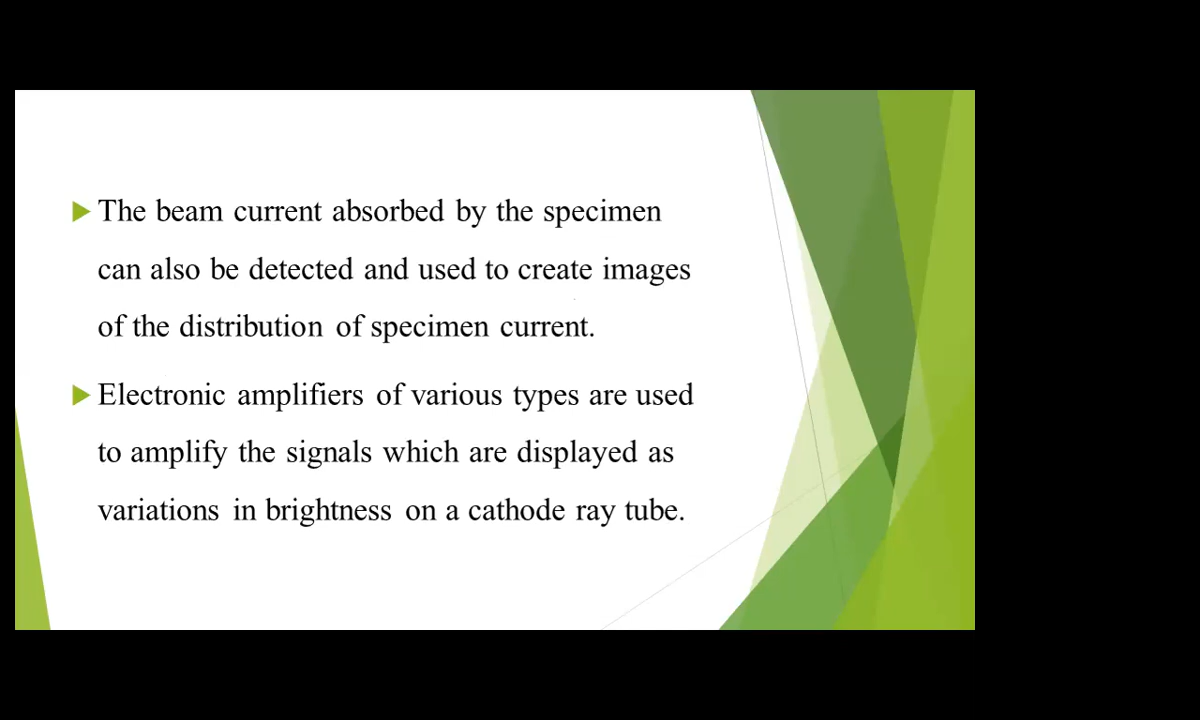 The beam current absorbed by the specimen
can also be detected and used to create images
of the distribution of specimen current.
Electronic amplifiers of various types are used
to amplify the signals which are displayed as
variations in brightness on a cathode ray tube.